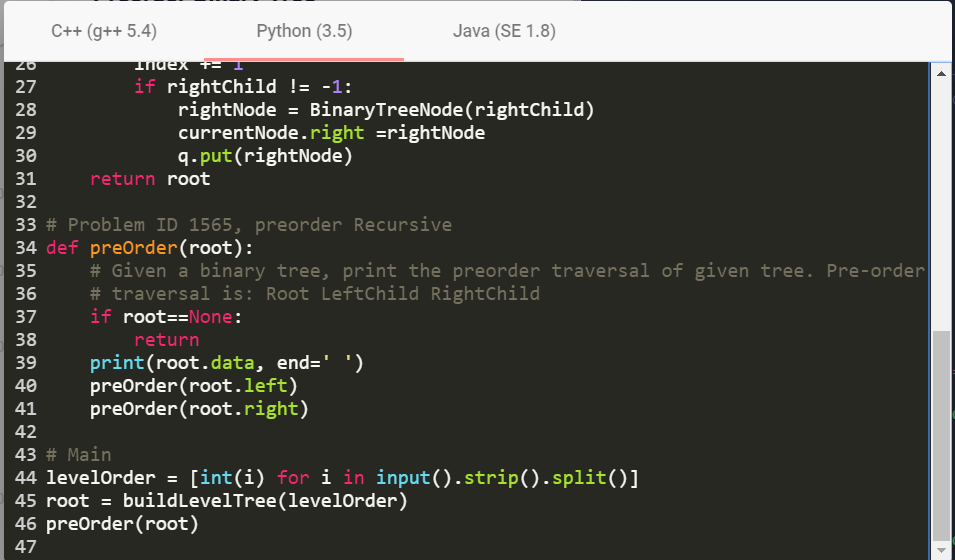 C++ (g++ 5.4) Python (3.5) Java (SE 1.8)
26 index += 1
27 if rightChild != -1:
28 rightNode = BinaryTreeNode(rightChild)
29 currentNode.right =rightNode
30 q.put(rightNode)
31 return root
32
33 # Problem ID 1565, preorder Recursive
34 def preOrder(root):
35 # Given a binary tree, print the preorder traversal of given tree. Pre-order
36 # traversal is: Root LeftChild RightChild
37 if root==None:
38 return
39 print(root.data, end=' ')
40 preOrder(root.left)
41 preOrder(root.right)
42
43 # Main
44 levelOrder = [int(i) for i in input().strip().split()]
45 root = buildLevelTree(levelOrder)
46 preOrder(root)
47